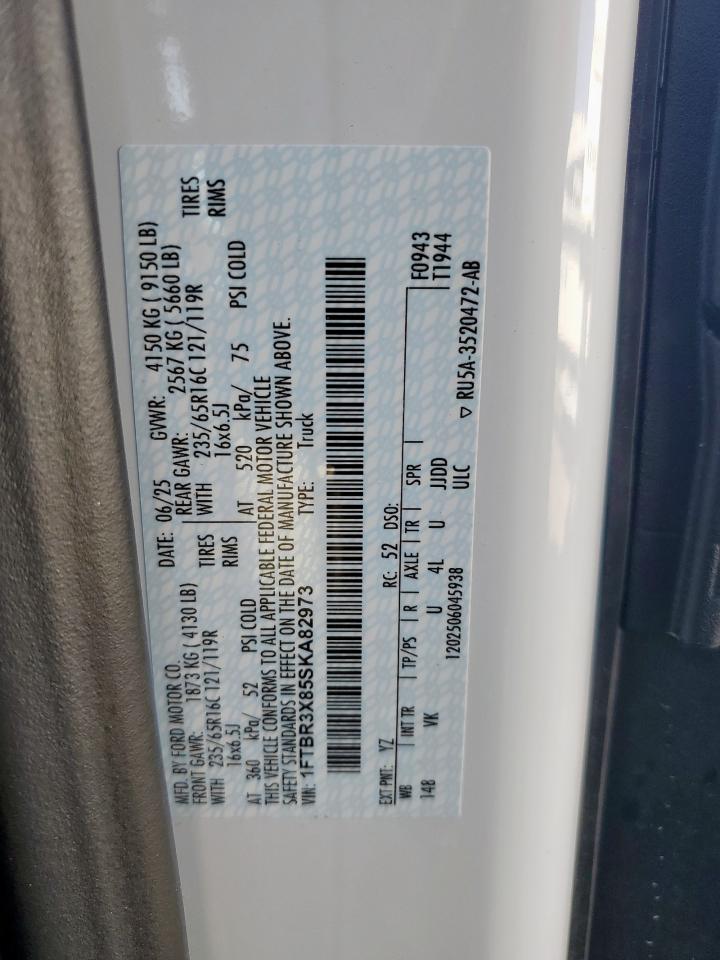 MFD. BY FORD MOTOR CO.
DATE: 06/25 GVWR: 4150 KG ( 9150 LB)
FRONT GAWR: 1873 KG ( 4130 LB) REAR GAWR: 2567 KG ( 5660 LB)
WITH 235/65R16C 121/119R TIRES WITH 235/65R16C 121/119R TIRES
16x6.5J RIMS 16x6.5J RIMS
AT 360 kPa/ 52 PSI COLD AT 520 kPa/ 75 PSI COLD
THIS VEHICLE CONFORMS TO ALL APPLICABLE FEDERAL MOTOR VEHICLE
SAFETY STANDARDS IN EFFECT ON THE DATE OF MANUFACTURE SHOWN ABOVE.
VIN: 1FTBR3X85SKA82973 TYPE: Truck
EXT PNT: YZ RC: 52 DSO: F0943
WB INT TR TP/PS R AXLE TR SPR T1944
148 VK U 4L U JJDD
1202506045938 ULC ▽ RU5A-3520472-AB